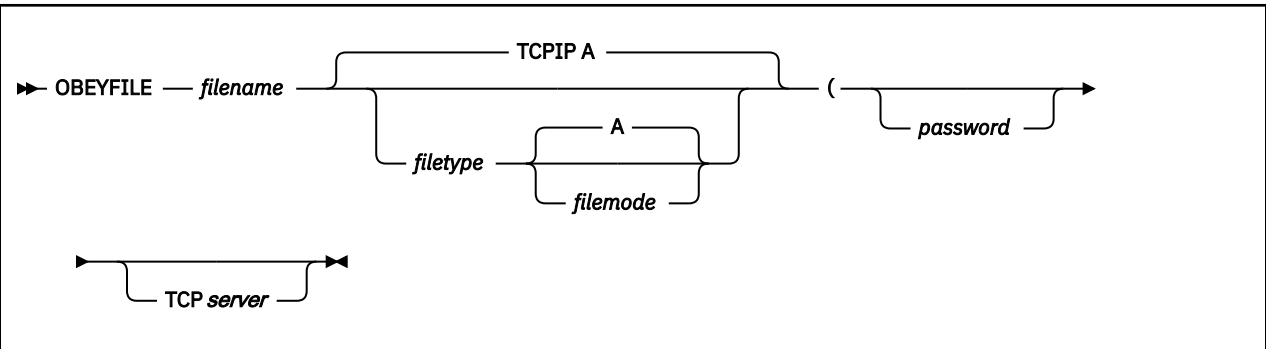 TCPIP A
OBEYFILE filename (
password
A
filetype
filemode
TCP server